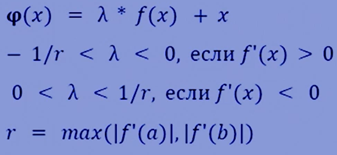 φ(x) = λ * f(x) + x
− 1/r < λ < 0, если f'(x) > 0
0 < λ < 1/r, если f'(x) < 0
r = max(|f'(a)|,|f'(b)|)